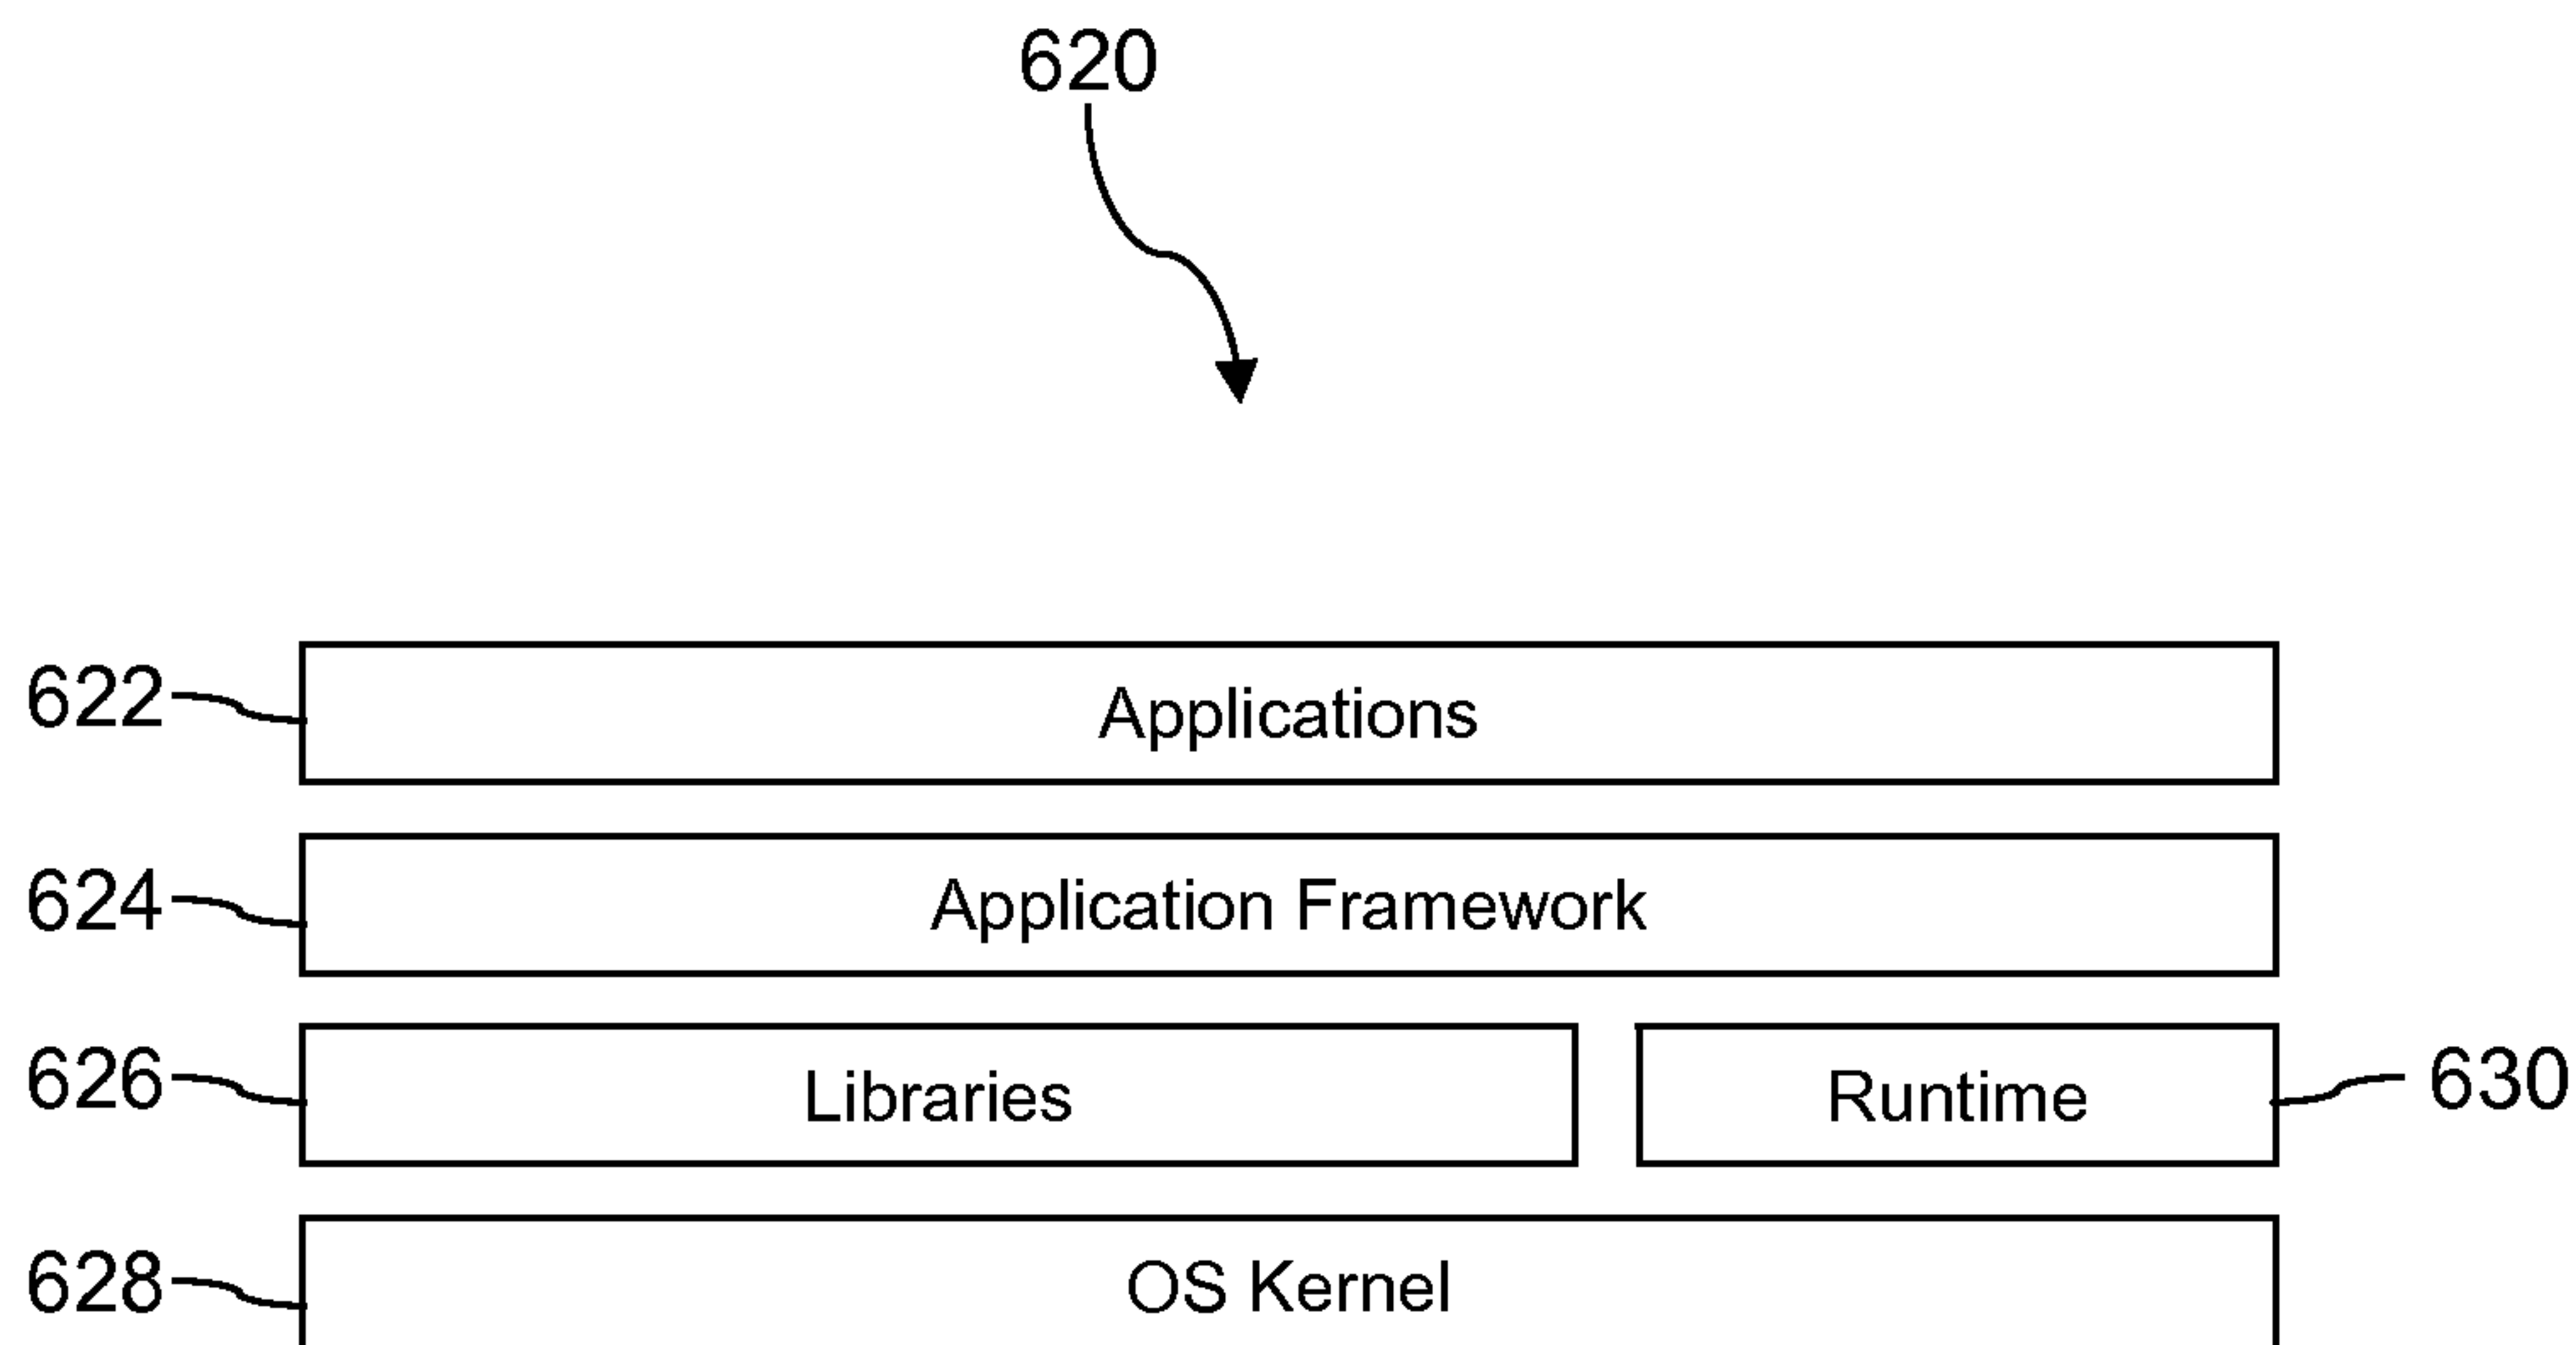 620
622 Applications
624 Application Framework
626 Libraries Runtime 630
628 OS Kernel